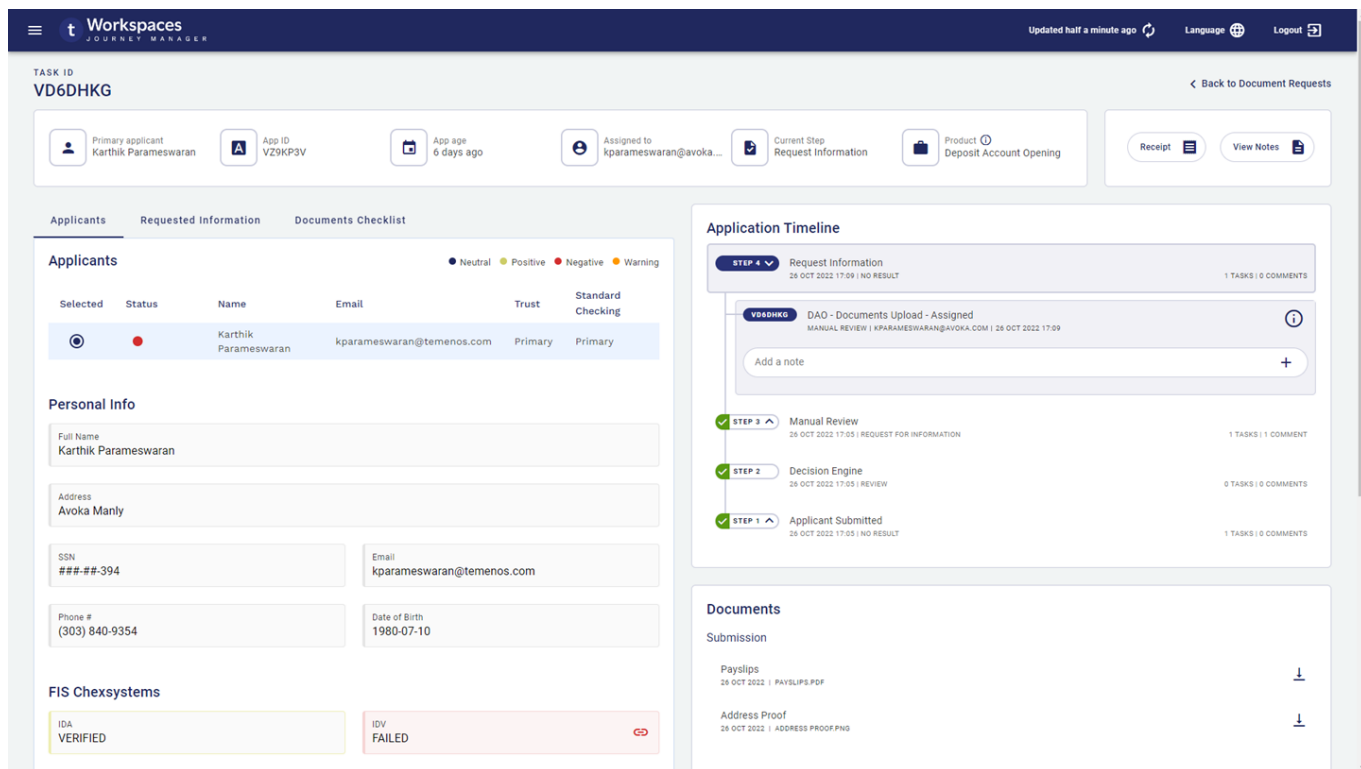 t Workspaces
JOURNEY MANAGER
Updated half a minute ago
Language
Logout
TASK ID
VD6DHKG
Back to Document Requests
Primary applicant
Karthik Parameswaran
App ID
VZ9KP3V
App age
6 days ago
Assigned to
kparameswaran@avoka...
Current Step
Request Information
Product
Deposit Account Opening
Receipt
View Notes
Applicants
Requested Information
Documents Checklist
Applicants
Neutral
Positive
Negative
Warning
Selected
Status
Name
Email
Trust
Standard
Checking
Karthik
Parameswaran
kparameswaran@temenos.com
Primary
Primary
Personal Info
Full Name
Karthik Parameswaran
Address
Avoka Manly
SSN
###-##-394
Email
kparameswaran@temenos.com
Phone #
(303) 840-9354
Date of Birth
1980-07-10
FIS Chexsystems
IDA
VERIFIED
IDV
FAILED
Application Timeline
STEP 4
Request Information
26 OCT 2022 17:09 | NO RESULT
1 TASKS | 0 COMMENTS
VD6DHKG
DAO - Documents Upload - Assigned
MANUAL REVIEW | KPARAMESWARAN@AVOKA.COM | 26 OCT 2022 17:09
Add a note
STEP 3
Manual Review
26 OCT 2022 17:05 | REQUEST FOR INFORMATION
1 TASKS | 1 COMMENT
STEP 2
Decision Engine
26 OCT 2022 17:05 | REVIEW
0 TASKS | 0 COMMENTS
STEP 1
Applicant Submitted
26 OCT 2022 17:05 | NO RESULT
1 TASKS | 0 COMMENTS
Documents
Submission
Payslips
26 OCT 2022 | PAYSLIPS.PDF
Address Proof
26 OCT 2022 | ADDRESS PROOF.PNG